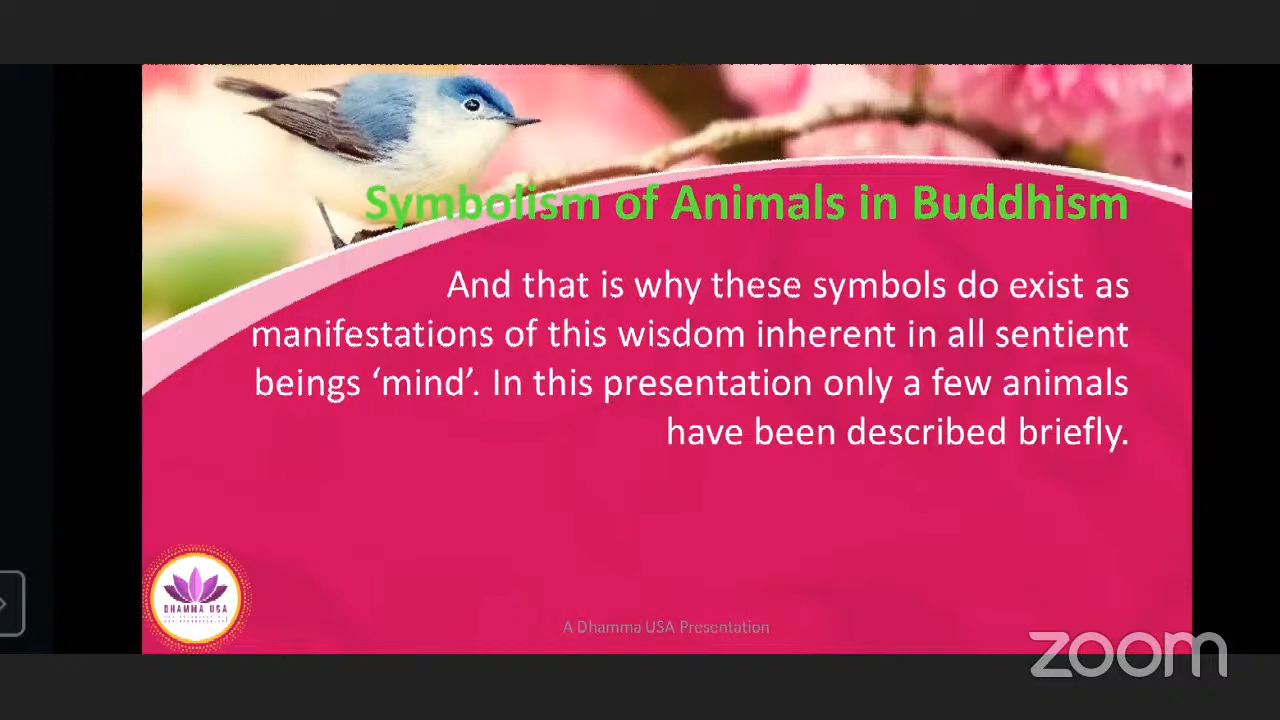 Symbolism of Animals in Buddhism
And that is why these symbols do exist as
manifestations of this wisdom inherent in all sentient
beings ‘mind’. In this presentation only a few animals
have been described briefly.
DHAMMA USA
A Dhamma USA Presentation
zoom